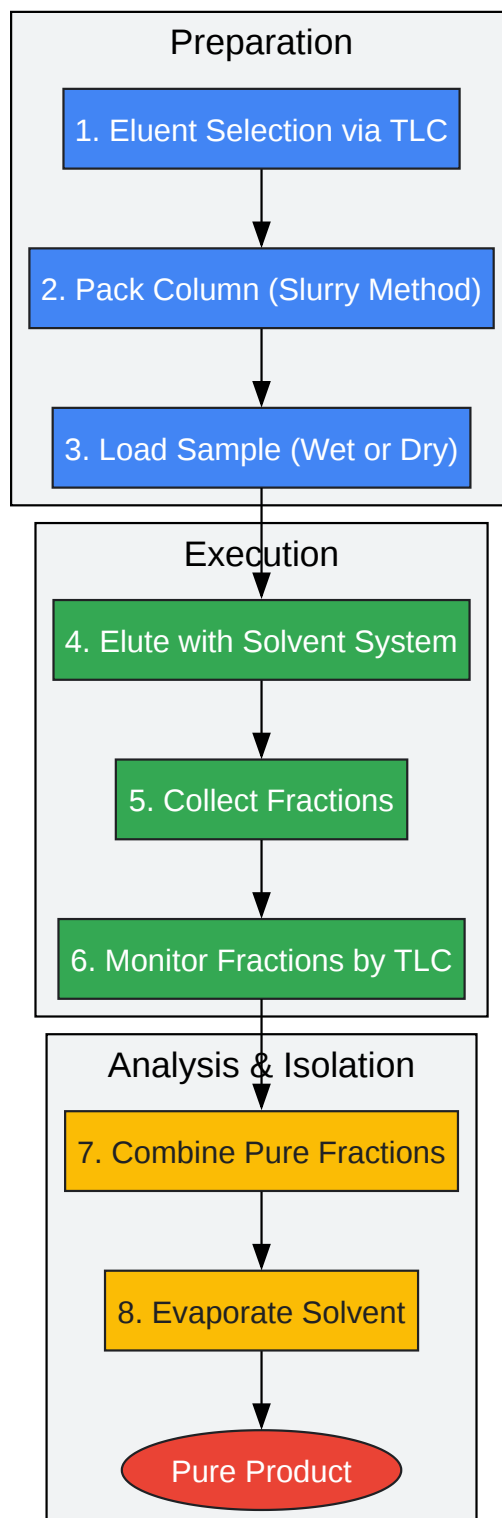 Preparation
1. Eluent Selection via TLC
2. Pack Column (Slurry Method)
3. Load Sample (Wet or Dry)
Execution
4. Elute with Solvent System
5. Collect Fractions
6. Monitor Fractions by TLC
Analysis & Isolation
7. Combine Pure Fractions
8. Evaporate Solvent
Pure Product